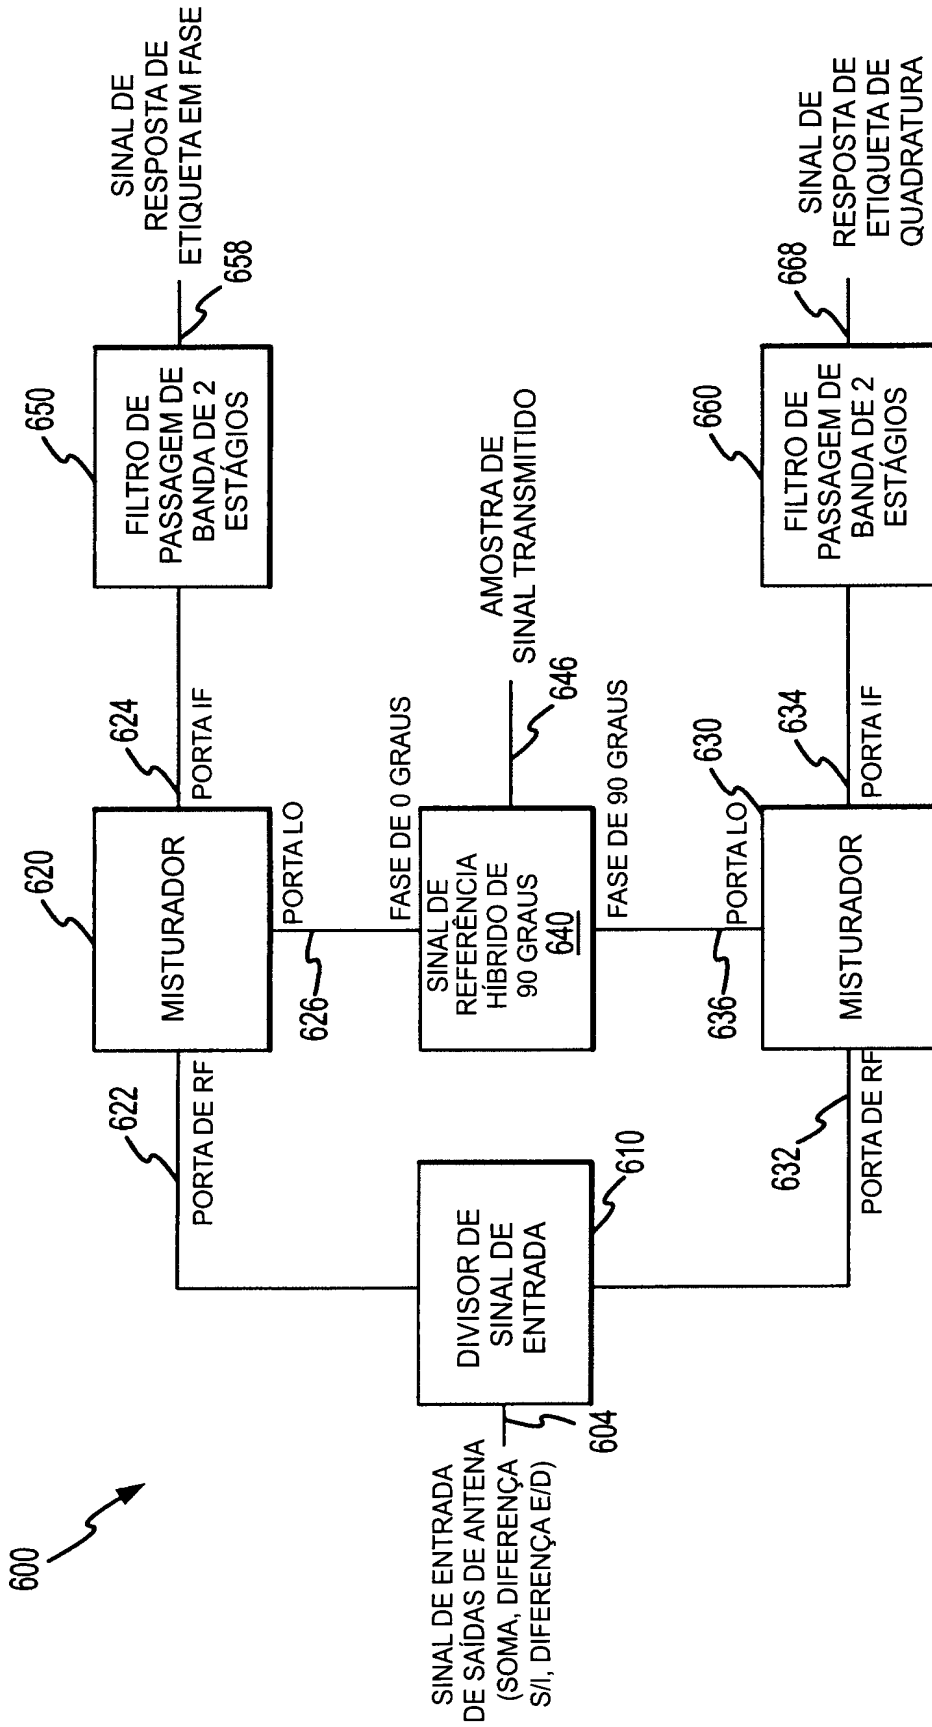 600
SINAL DE ENTRADA
DE SAÍDAS DE ANTENA
(SOMA, DIFERENÇA
S/I, DIFERENÇA E/D)
604
DIVISOR DE
SINAL DE
ENTRADA
610
622
PORTA DE RF
620
MISTURADOR
624
PORTA IF
PORTA LO
626
FASE DE 0 GRAUS
SINAL DE
REFERÊNCIA
HÍBRIDO DE
90 GRAUS
640
646
AMOSTRA DE
SINAL TRANSMITIDO
FASE DE 90 GRAUS
636
PORTA LO
630
632
PORTA DE RF
MISTURADOR
634
PORTA IF
650
FILTRO DE
PASSAGEM DE
BANDA DE 2
ESTÁGIOS
658
SINAL DE
RESPOSTA DE
ETIQUETA EM FASE
660
FILTRO DE
PASSAGEM DE
BANDA DE 2
ESTÁGIOS
668
SINAL DE
RESPOSTA DE
ETIQUETA DE
QUADRATURA